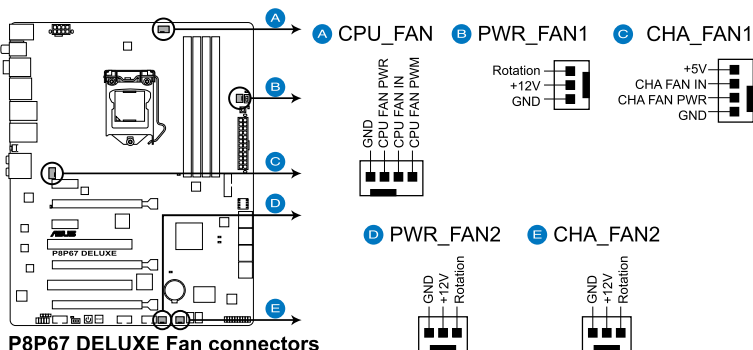 A
B
C
D
E
A CPU_FAN
GND
CPU FAN PWR
CPU FAN IN
CPU FAN PWM
B PWR_FAN1
Rotation
+12V
GND
C CHA_FAN1
+5V
CHA FAN IN
CHA FAN PWR
GND
D PWR_FAN2
GND
+12V
Rotation
E CHA_FAN2
GND
+12V
Rotation
ASUS
P8P67 DELUXE
P8P67 DELUXE Fan connectors